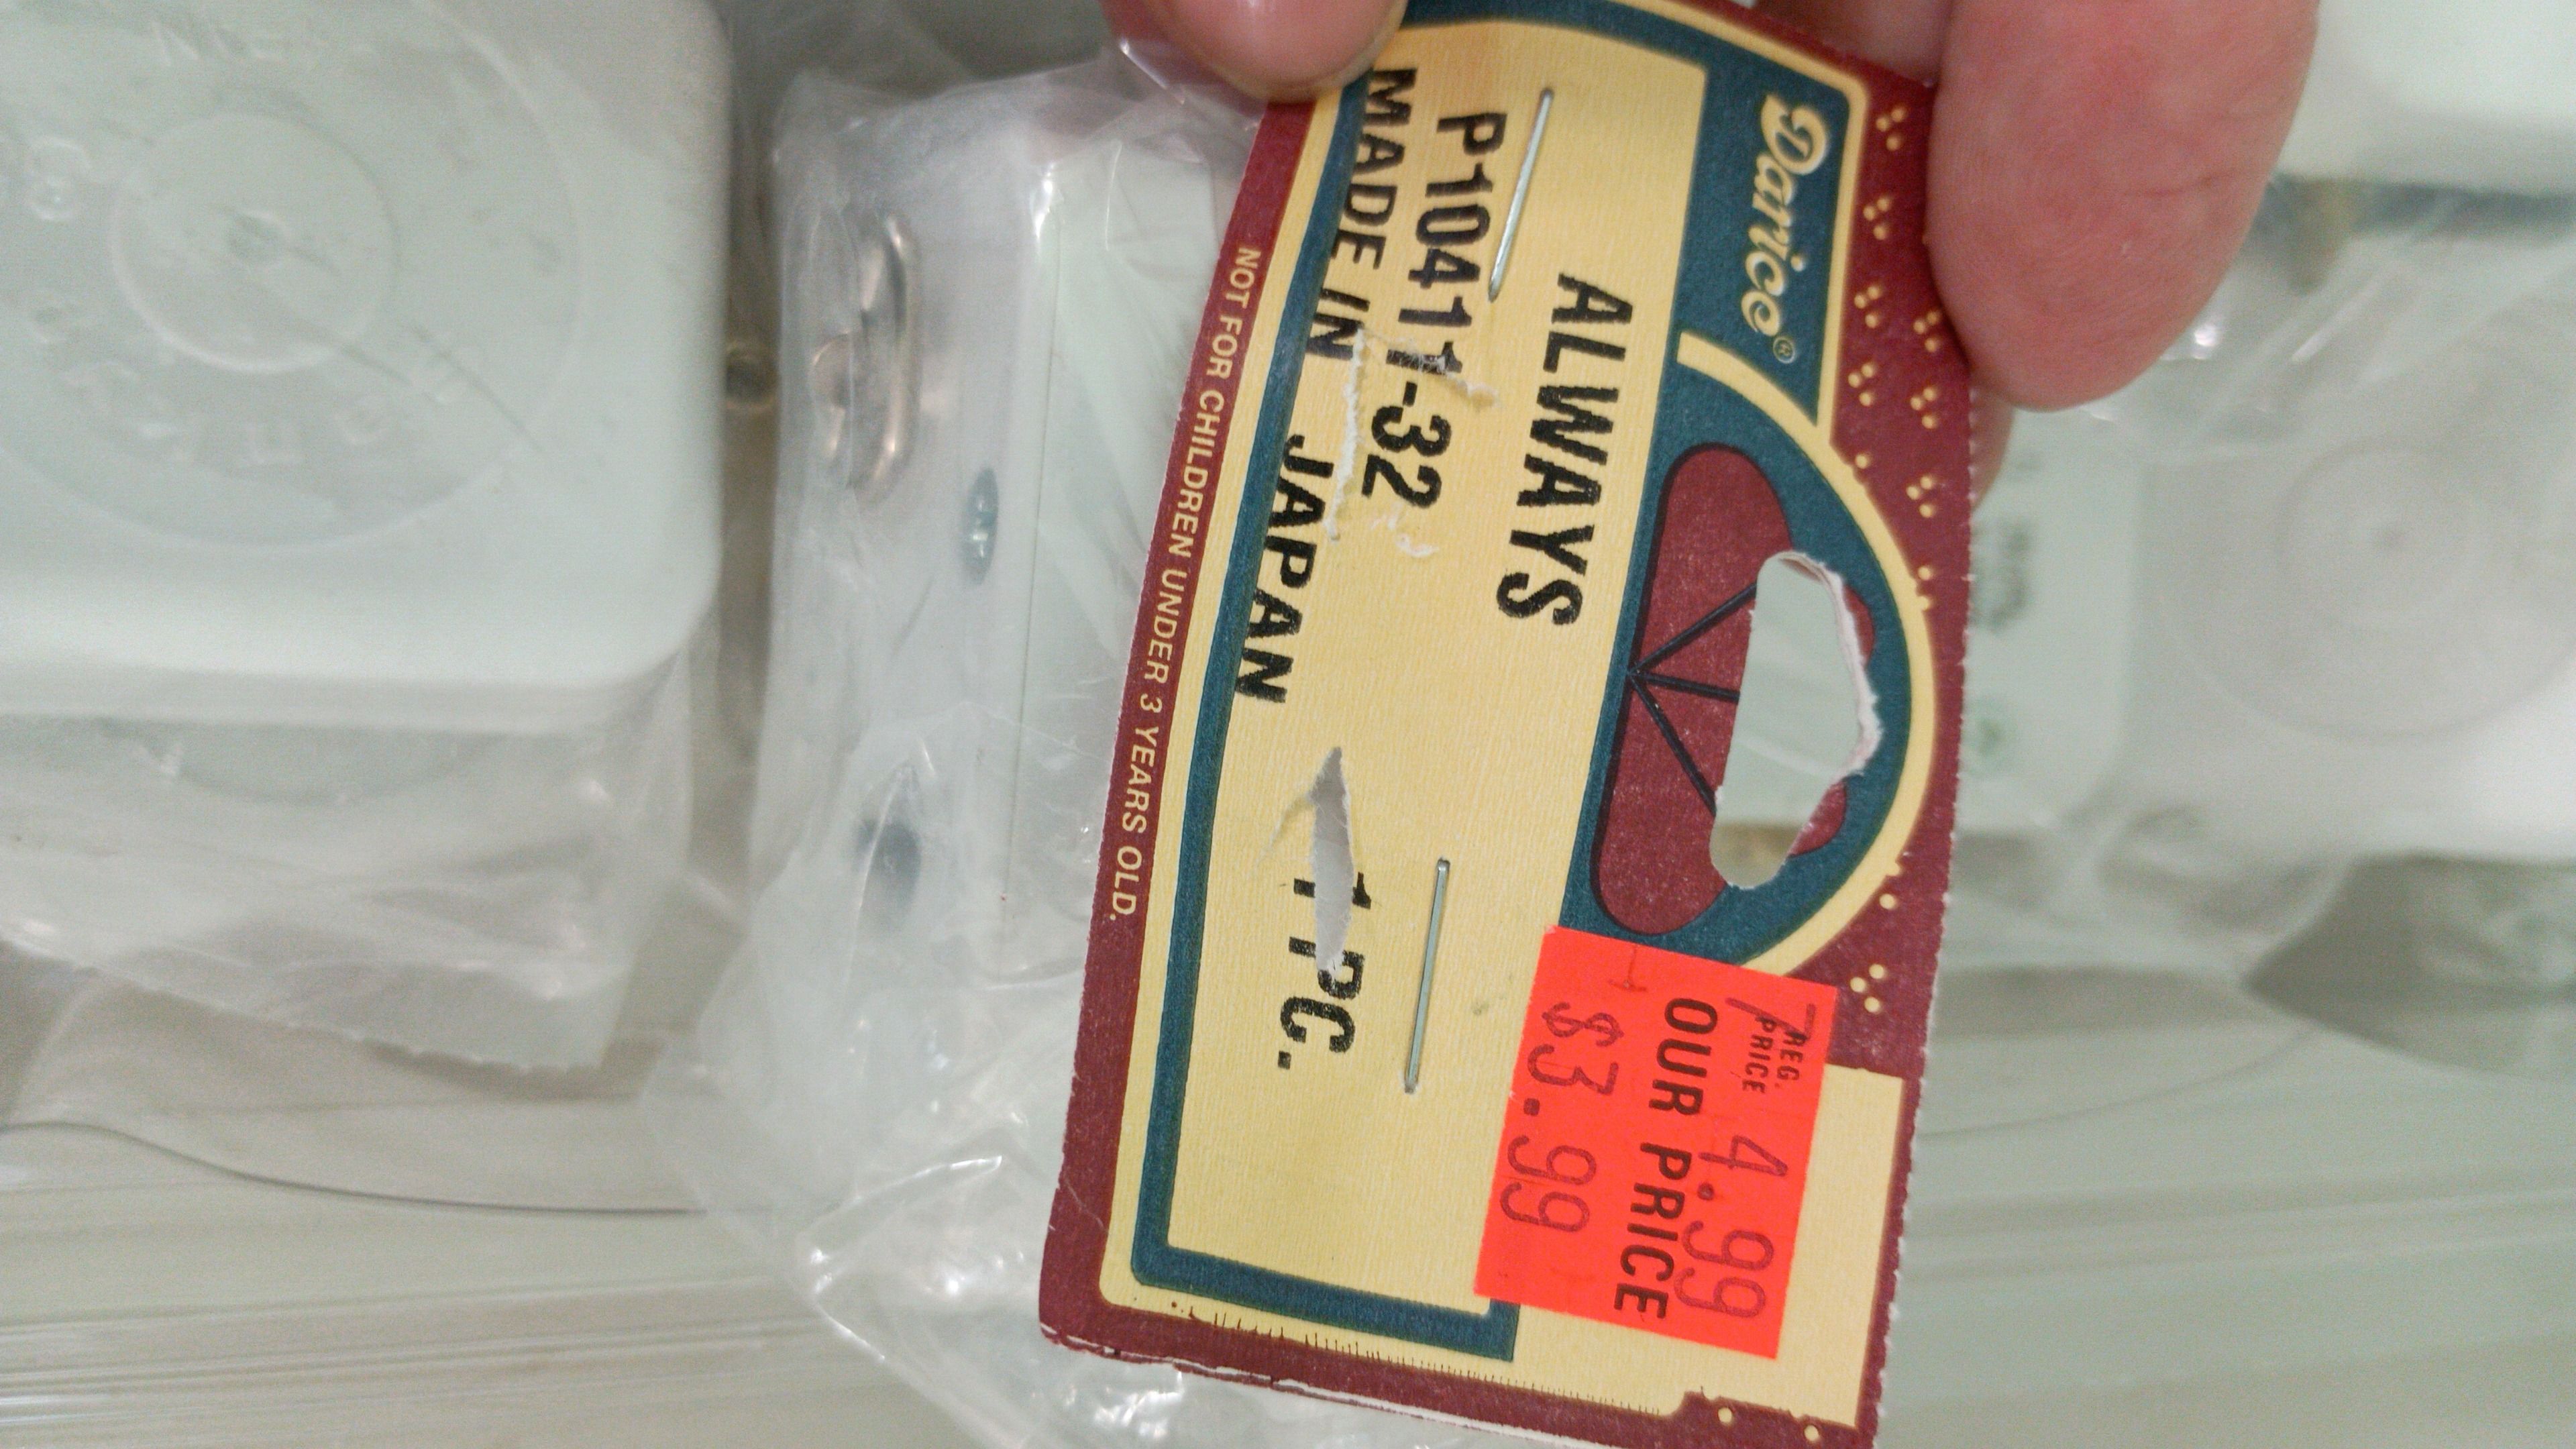 Darice®
ALWAYS
P10411-32
MADE IN JAPAN
1 PC.
NOT FOR CHILDREN UNDER 3 YEARS OLD.
REG.
PRICE 4.99
OUR PRICE
$3.99